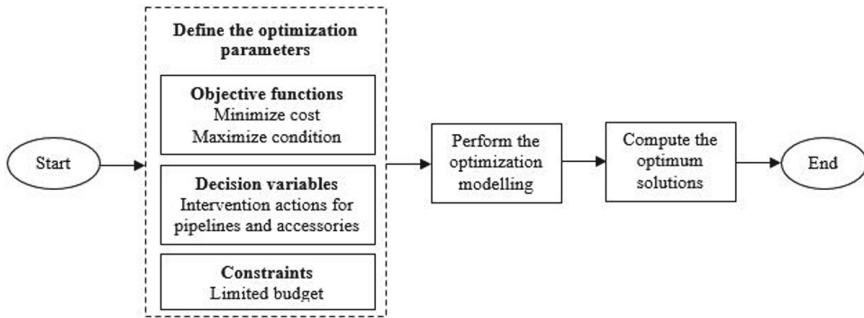 Start
Define the optimization
parameters
Objective functions
Minimize cost
Maximize condition
Decision variables
Intervention actions for
pipelines and accessories
Constraints
Limited budget
Perform the
optimization
modelling
Compute the
optimum
solutions
End